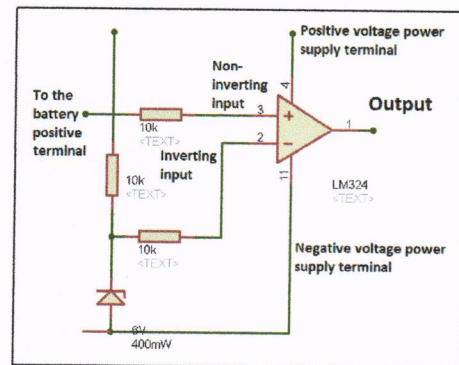 Positive voltage power
supply terminal
Non-
inverting
input
4
To the
battery
positive
terminal
3
1
Output
10k
<TEXT>
2
Inverting
input
11
10k
<TEXT>
LM324
<TEXT>
10k
<TEXT>
Negative voltage power
supply terminal
6V
400mW